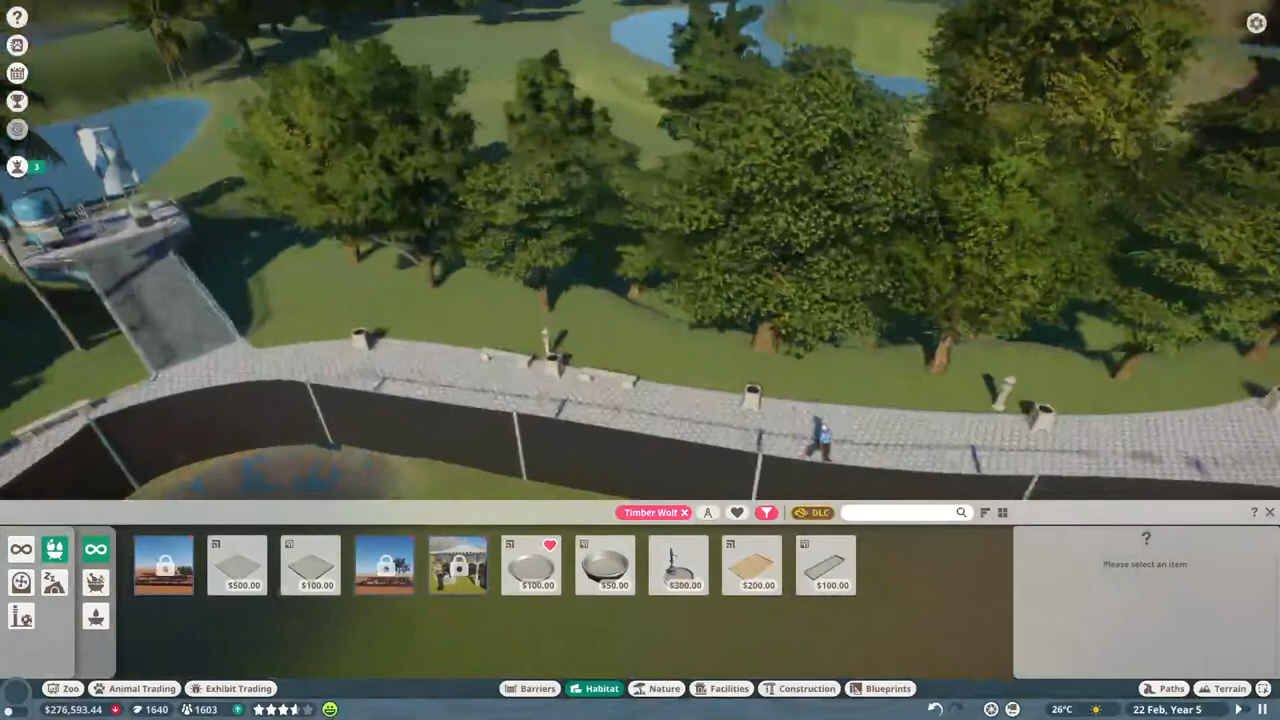 ?
3
Timber Wolf ×
DLC
? ×
$500.00
$100.00
$100.00
$50.00
$300.00
$200.00
$100.00
?
Please select an item
Zoo
Animal Trading
Exhibit Trading
Barriers
Habitat
Nature
Facilities
Construction
Blueprints
Paths
Terrain
$276,593.44
1640
1603
26°C
22 Feb, Year 5